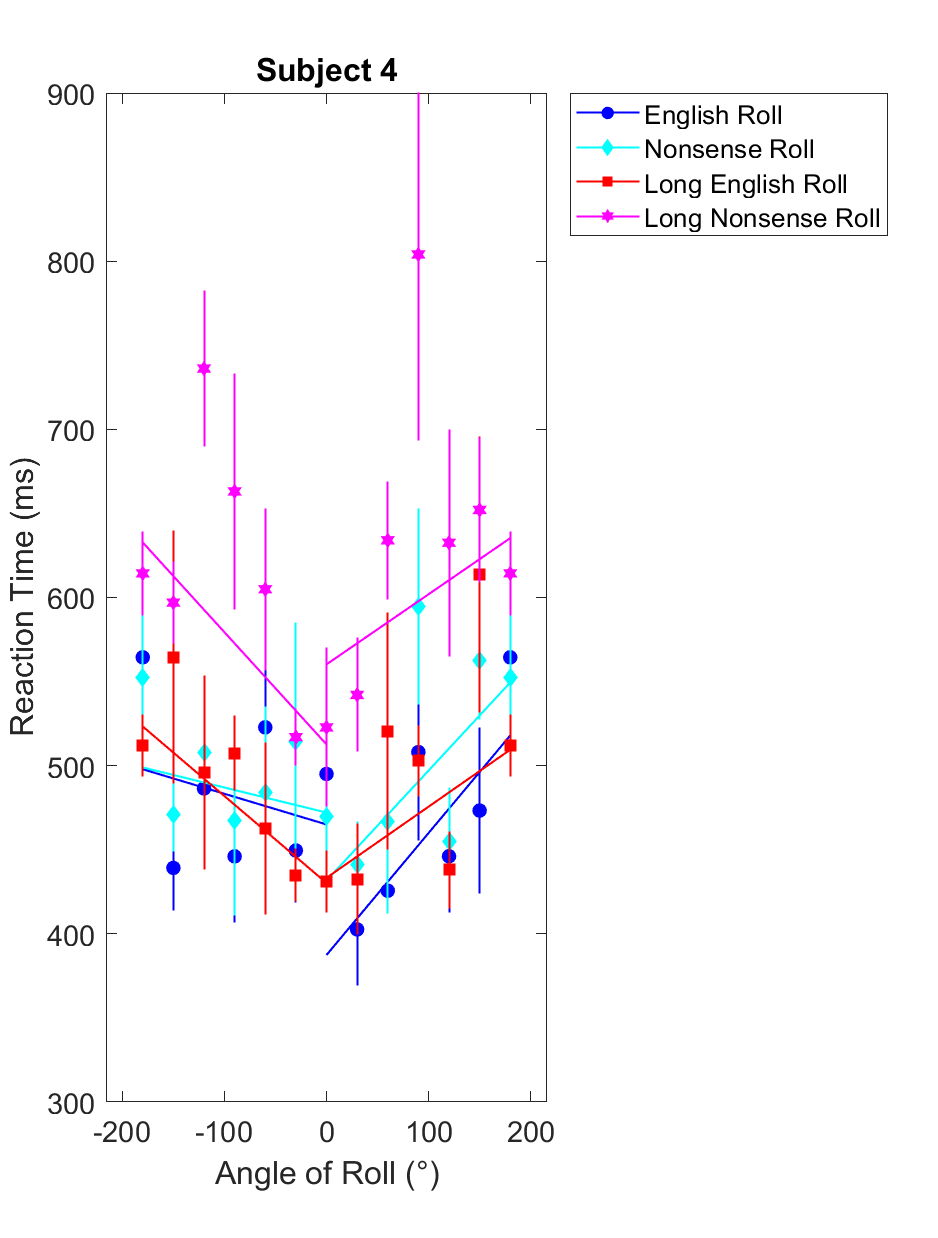 Subject 4
900
800
700
600
500
400
300
Reaction Time (ms)
-200 -100 0 100 200
Angle of Roll (°)
English Roll
Nonsense Roll
Long English Roll
Long Nonsense Roll